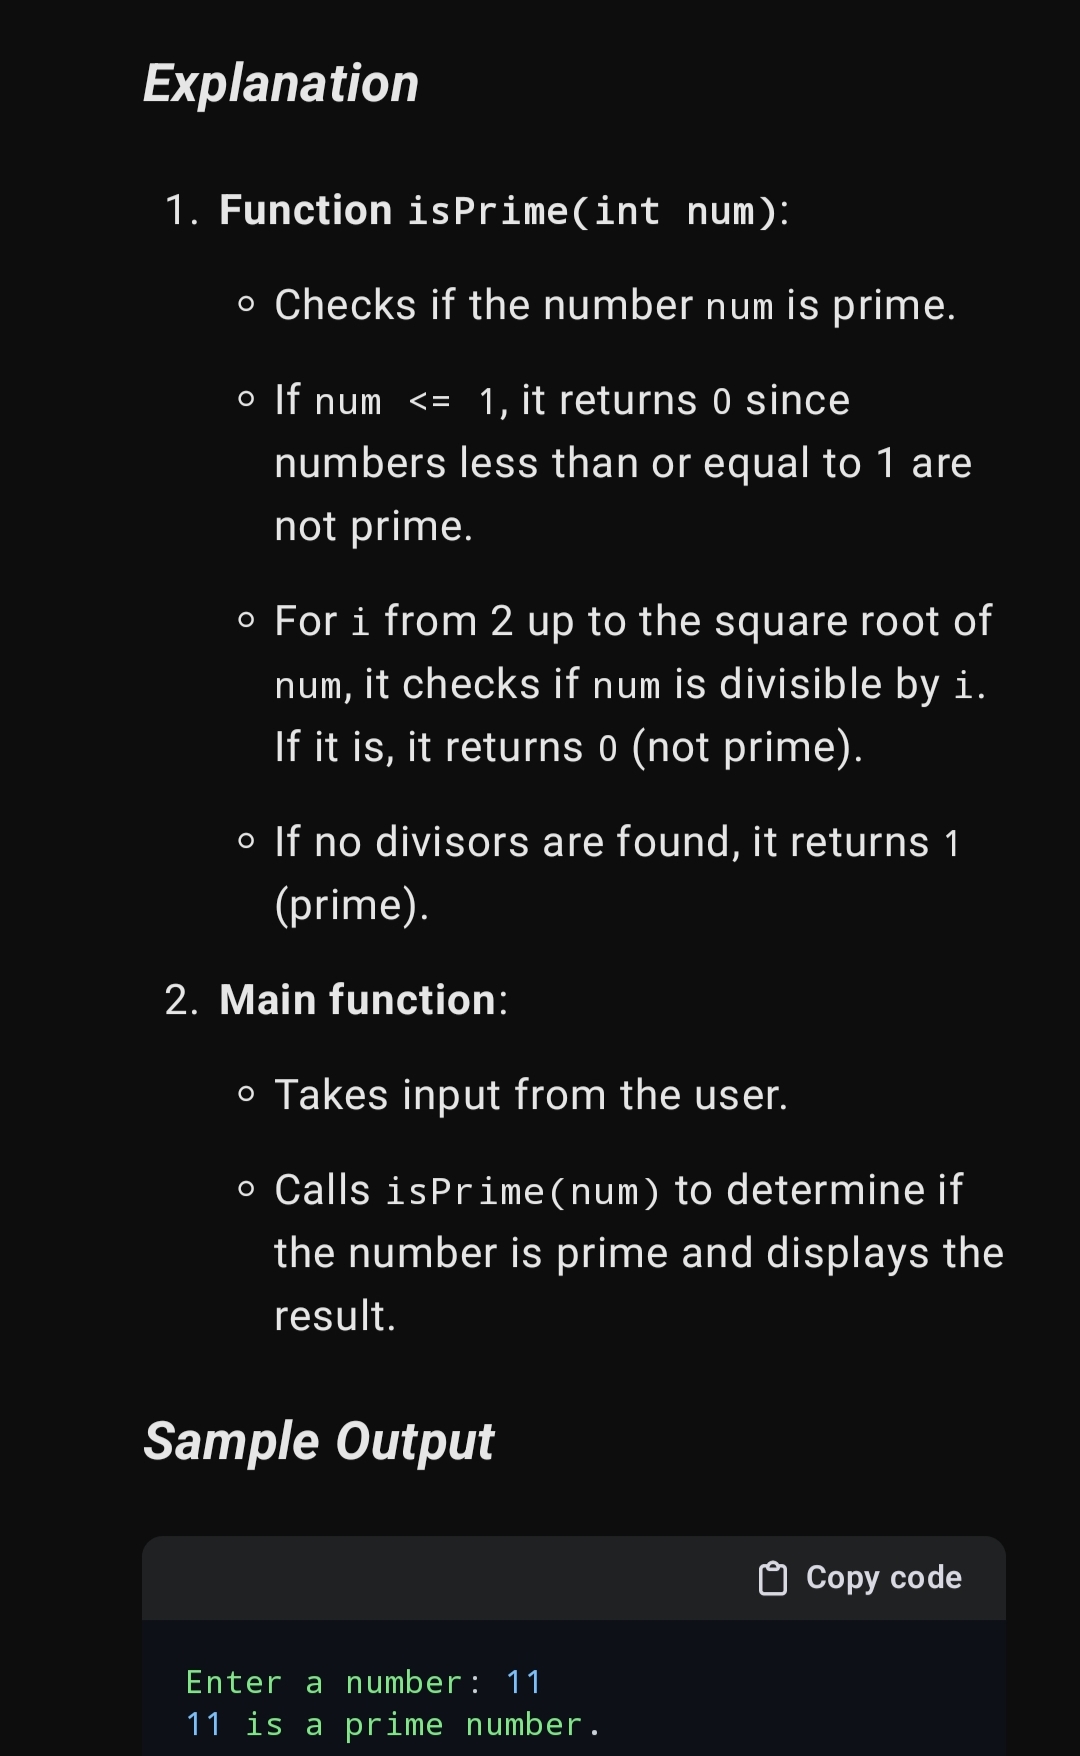 Explanation
1. Function isPrime(int num):
Checks if the number num is prime.
If num <= 1, it returns 0 since
numbers less than or equal to 1 are
not prime.
For i from 2 up to the square root of
num, it checks if num is divisible by i.
If it is, it returns 0 (not prime).
If no divisors are found, it returns 1
(prime).
2. Main function:
Takes input from the user.
Calls isPrime(num) to determine if
the number is prime and displays the
result.
Sample Output
Copy code
Enter a number: 11
11 is a prime number.